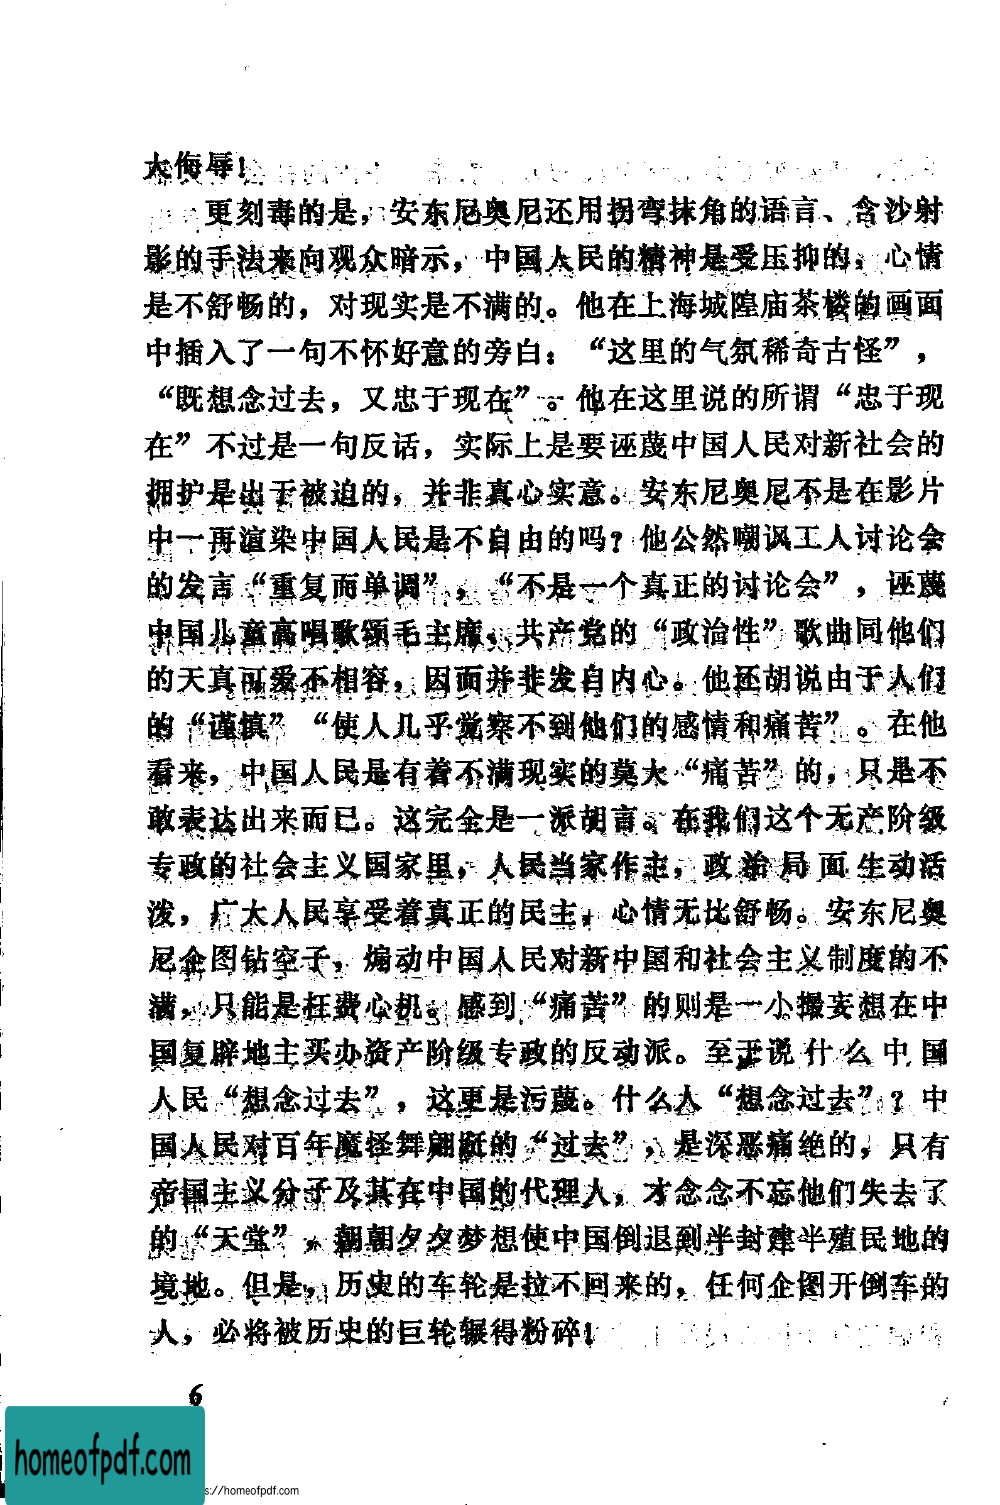 大侮辱！
更刻毒的是，安东尼奥尼还用拐弯抹角的语言、含沙射
影的手法来向观众暗示，中国人民的精神是受压抑的，心情
是不舒畅的，对现实是不满的。他在上海城隍庙茶楼的画面
中插入了一句不怀好意的旁白：“这里的气氛稀奇古怪”，
“既想念过去，又忠于现在”。他在这里说的所谓“忠于现
在”不过是一句反话，实际上是要诬蔑中国人民对新社会的
拥护是出于被迫的，并非真心实意。安东尼奥尼不是在影片
中一再渲染中国人民是不自由的吗？他公然嘲讽工人讨论会
的发言“重复而单调”，“不是一个真正的讨论会”，诬蔑
中国儿童高唱歌颂毛主席、共产党的“政治性”歌曲同他们
的天真可爱不相容，因而并非发自内心。他还胡说由于人们
的“谨慎”“使人几乎觉察不到他们的感情和痛苦”。在他
看来，中国人民是有着不满现实的莫大“痛苦”的，只是不
敢表达出来而已。这完全是一派胡言。在我们这个无产阶级
专政的社会主义国家里，人民当家作主，政治局面生动活
泼，广大人民享受着真正的民主，心情无比舒畅。安东尼奥
尼企图钻空子，煽动中国人民对新中国和社会主义制度的不
满，只能是枉费心机。感到“痛苦”的则是一小撮妄想在中
国复辟地主买办资产阶级专政的反动派。至于说什么中国
人民“想念过去”，这更是污蔑。什么人“想念过去”？中
国人民对百年魔怪舞翩跹的“过去”，是深恶痛绝的，只有
帝国主义分子及其在中国的代理人，才念念不忘他们失去了
的“天堂”，朝朝夕夕梦想使中国倒退到半封建半殖民地的
境地。但是，历史的车轮是拉不回来的，任何企图开倒车的
人，必将被历史的巨轮辗得粉碎！
6
homeofpdf.com
s://homeofpdf.com